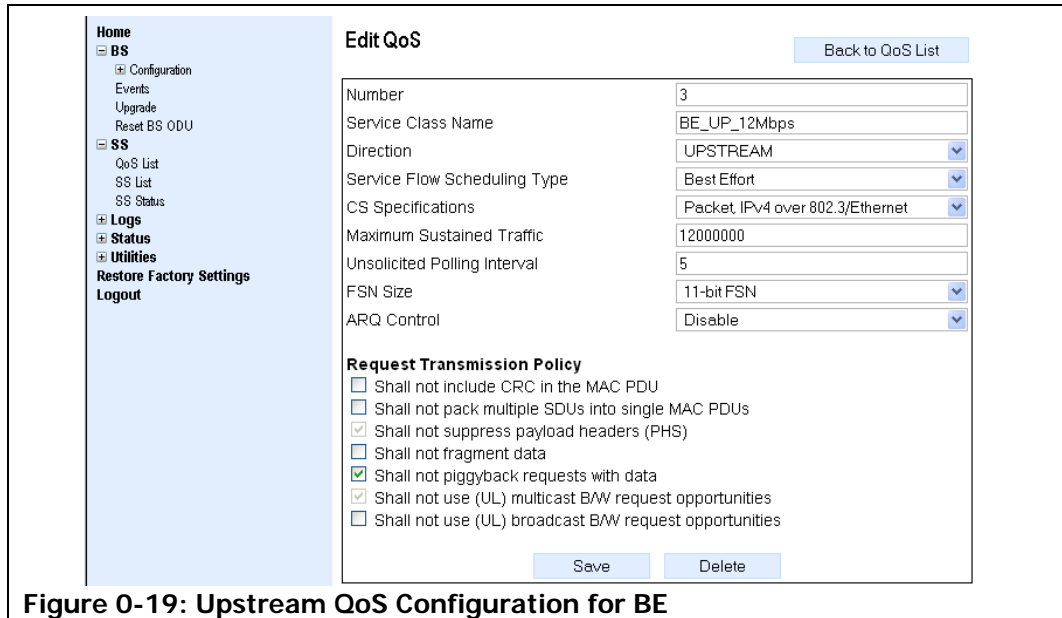 Home
BS
Configuration
Events
Upgrade
Reset BS ODU
SS
QoS List
SS List
SS Status
Logs
Status
Utilities
Restore Factory Settings
Logout
Edit QoS
Back to QoS List
Number 3
Service Class Name BE_UP_12Mbps
Direction UPSTREAM
Service Flow Scheduling Type Best Effort
CS Specifications Packet, IPv4 over 802.3/Ethernet
Maximum Sustained Traffic 12000000
Unsolicited Polling Interval 5
FSN Size 11-bit FSN
ARQ Control Disable
Request Transmission Policy
Shall not include CRC in the MAC PDU
Shall not pack multiple SDUs into single MAC PDUs
Shall not suppress payload headers (PHS)
Shall not fragment data
Shall not piggyback requests with data
Shall not use (UL) multicast B/W request opportunities
Shall not use (UL) broadcast B/W request opportunities
Save Delete
Figure 0-19: Upstream QoS Configuration for BE